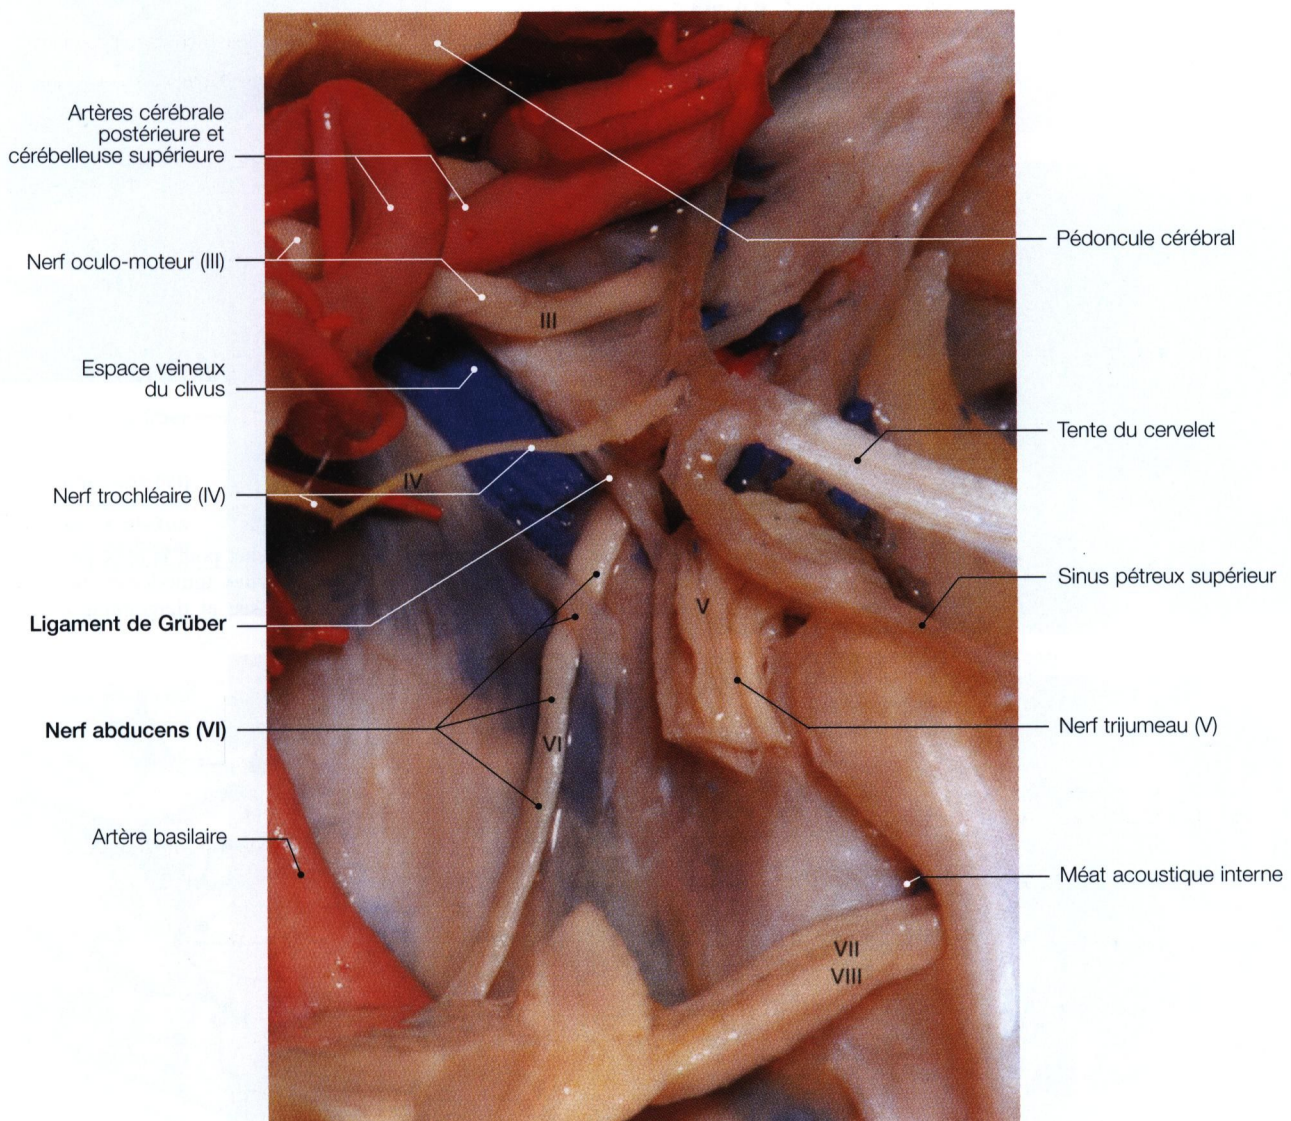 Artères cérébrale
postérieure et
cérébelleuse supérieure
Nerf oculo-moteur (III)
Espace veineux
du clivus
Nerf trochléaire (IV)
Ligament de Grüber
Nerf abducens (VI)
Artère basilaire
III
IV
V
VI
VII
VIII
Pédoncule cérébral
Tente du cervelet
Sinus pétreux supérieur
Nerf trijumeau (V)
Méat acoustique interne